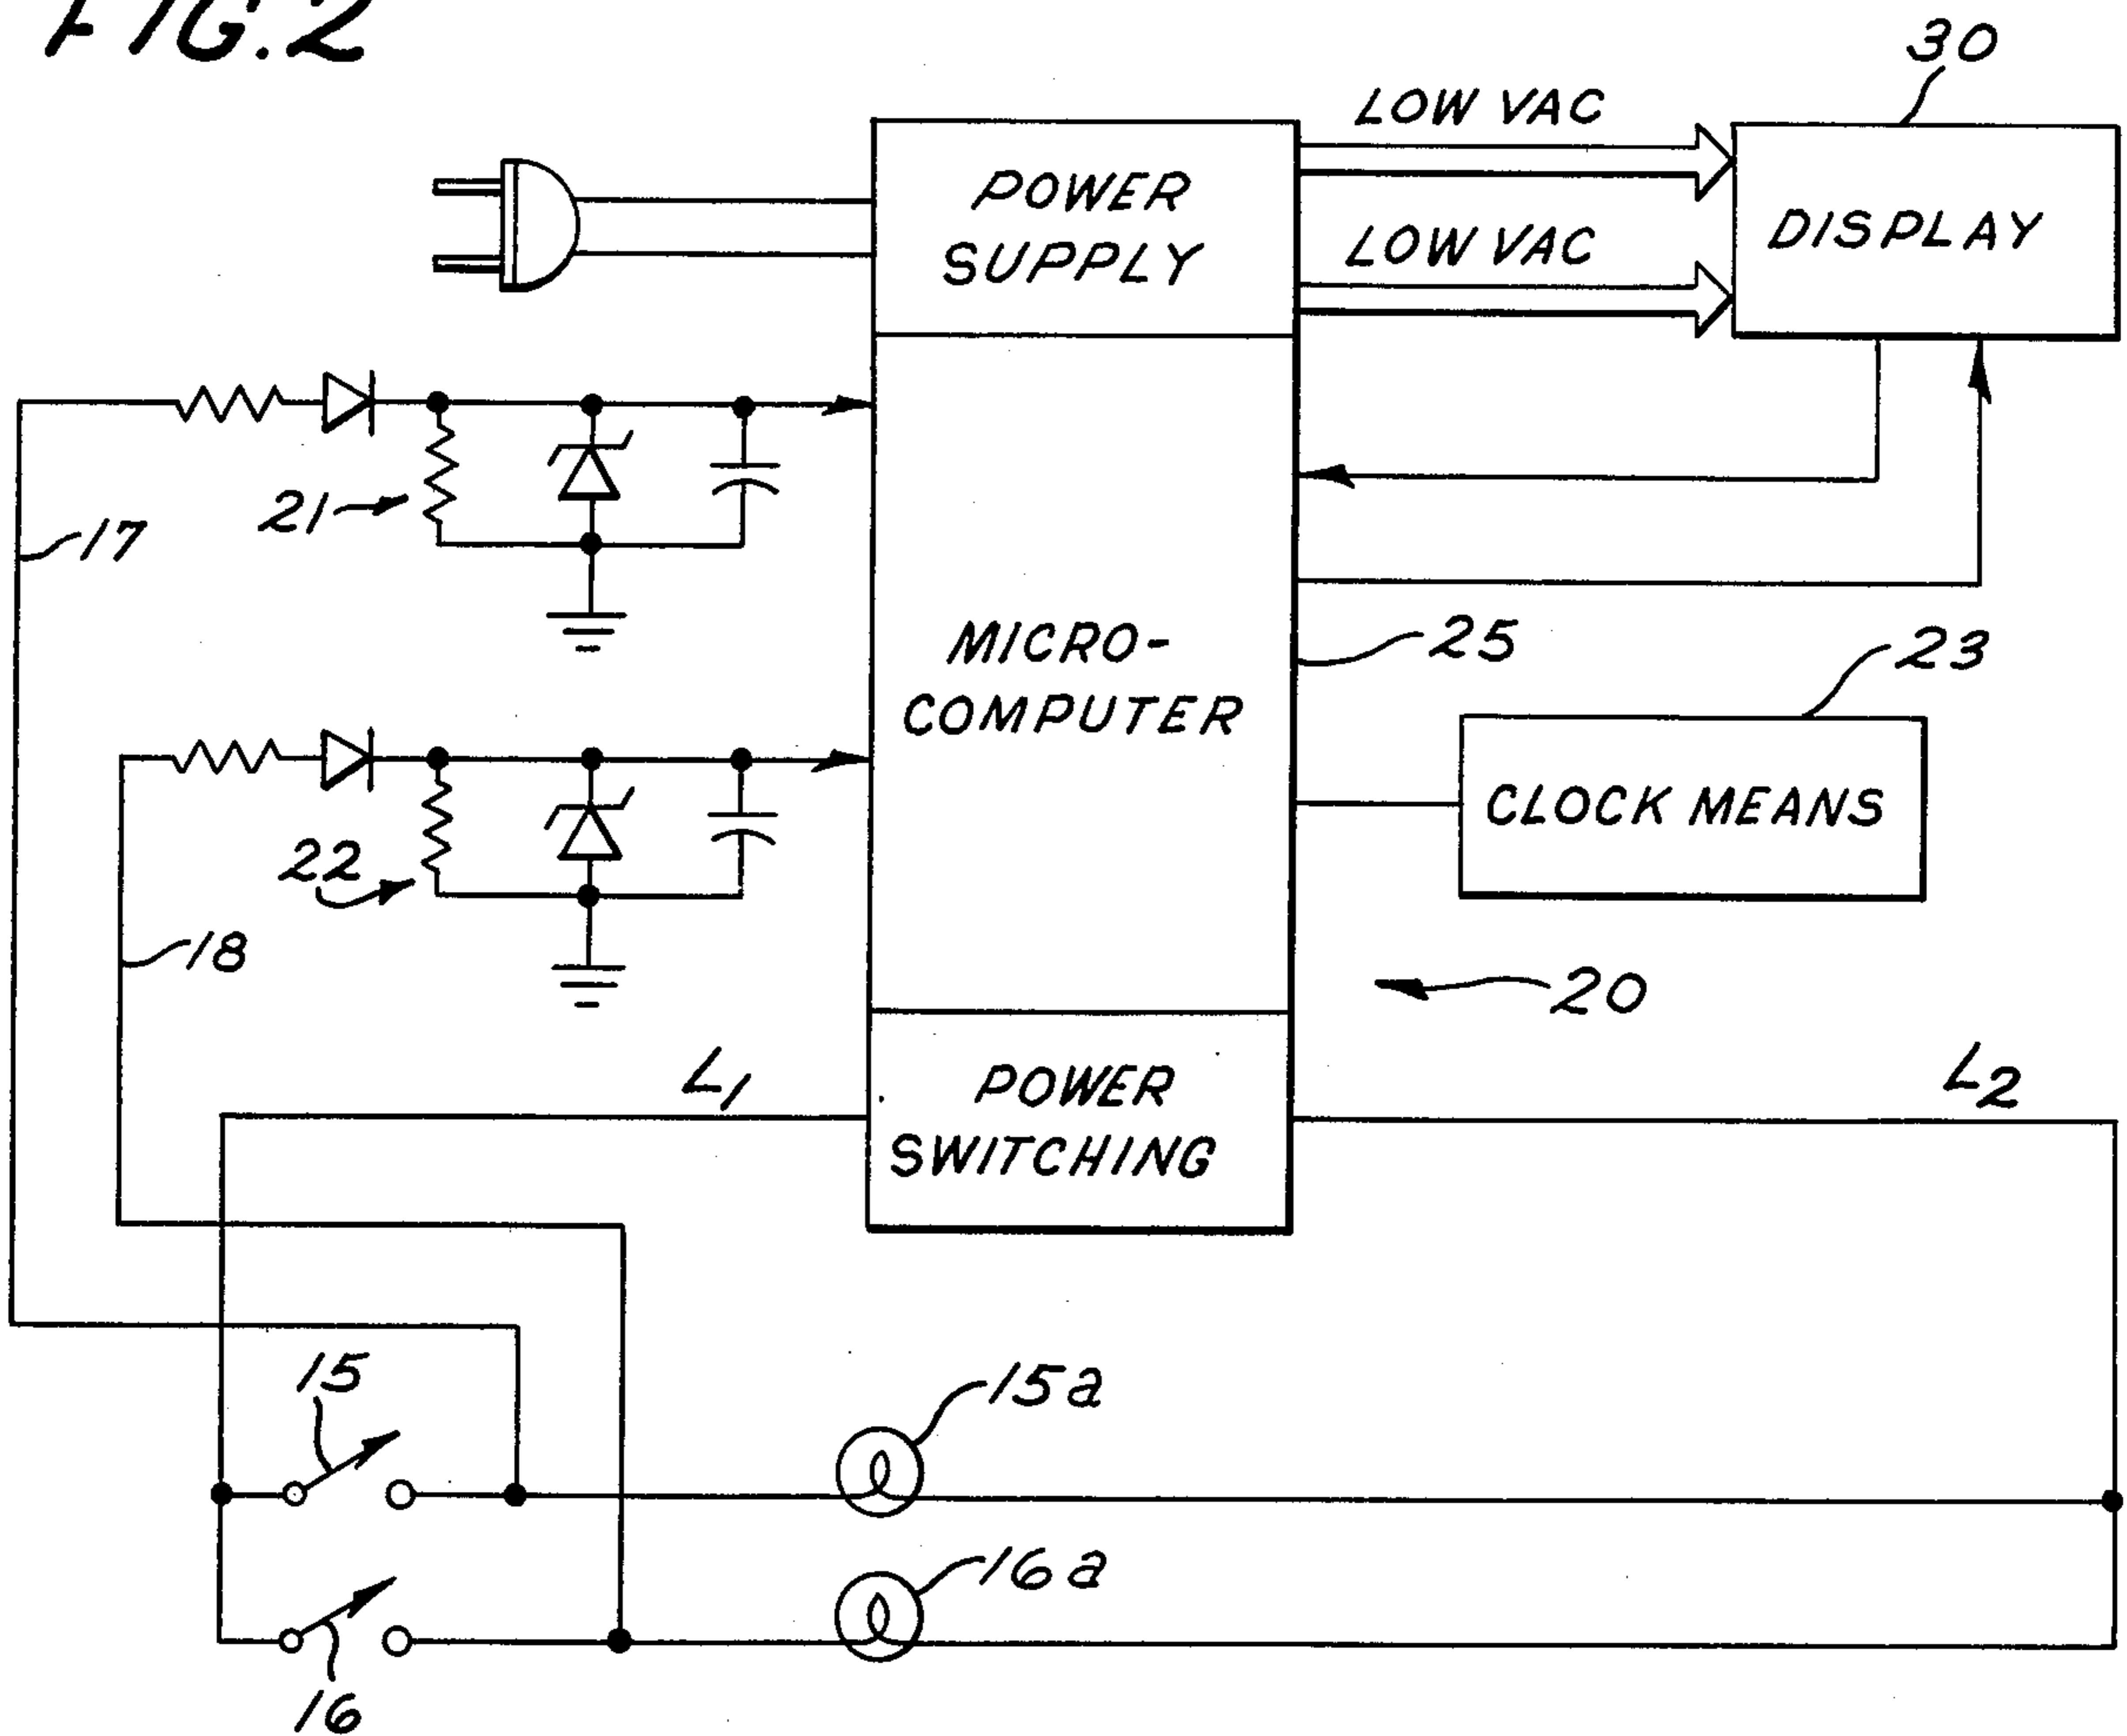 FIG.2
30
LOW VAC
POWER
SUPPLY
DISPLAY
LOW VAC
21
17
MICRO-
COMPUTER
25
23
CLOCK MEANS
22
18
20
L1
L2
POWER
SWITCHING
15
15a
16a
16